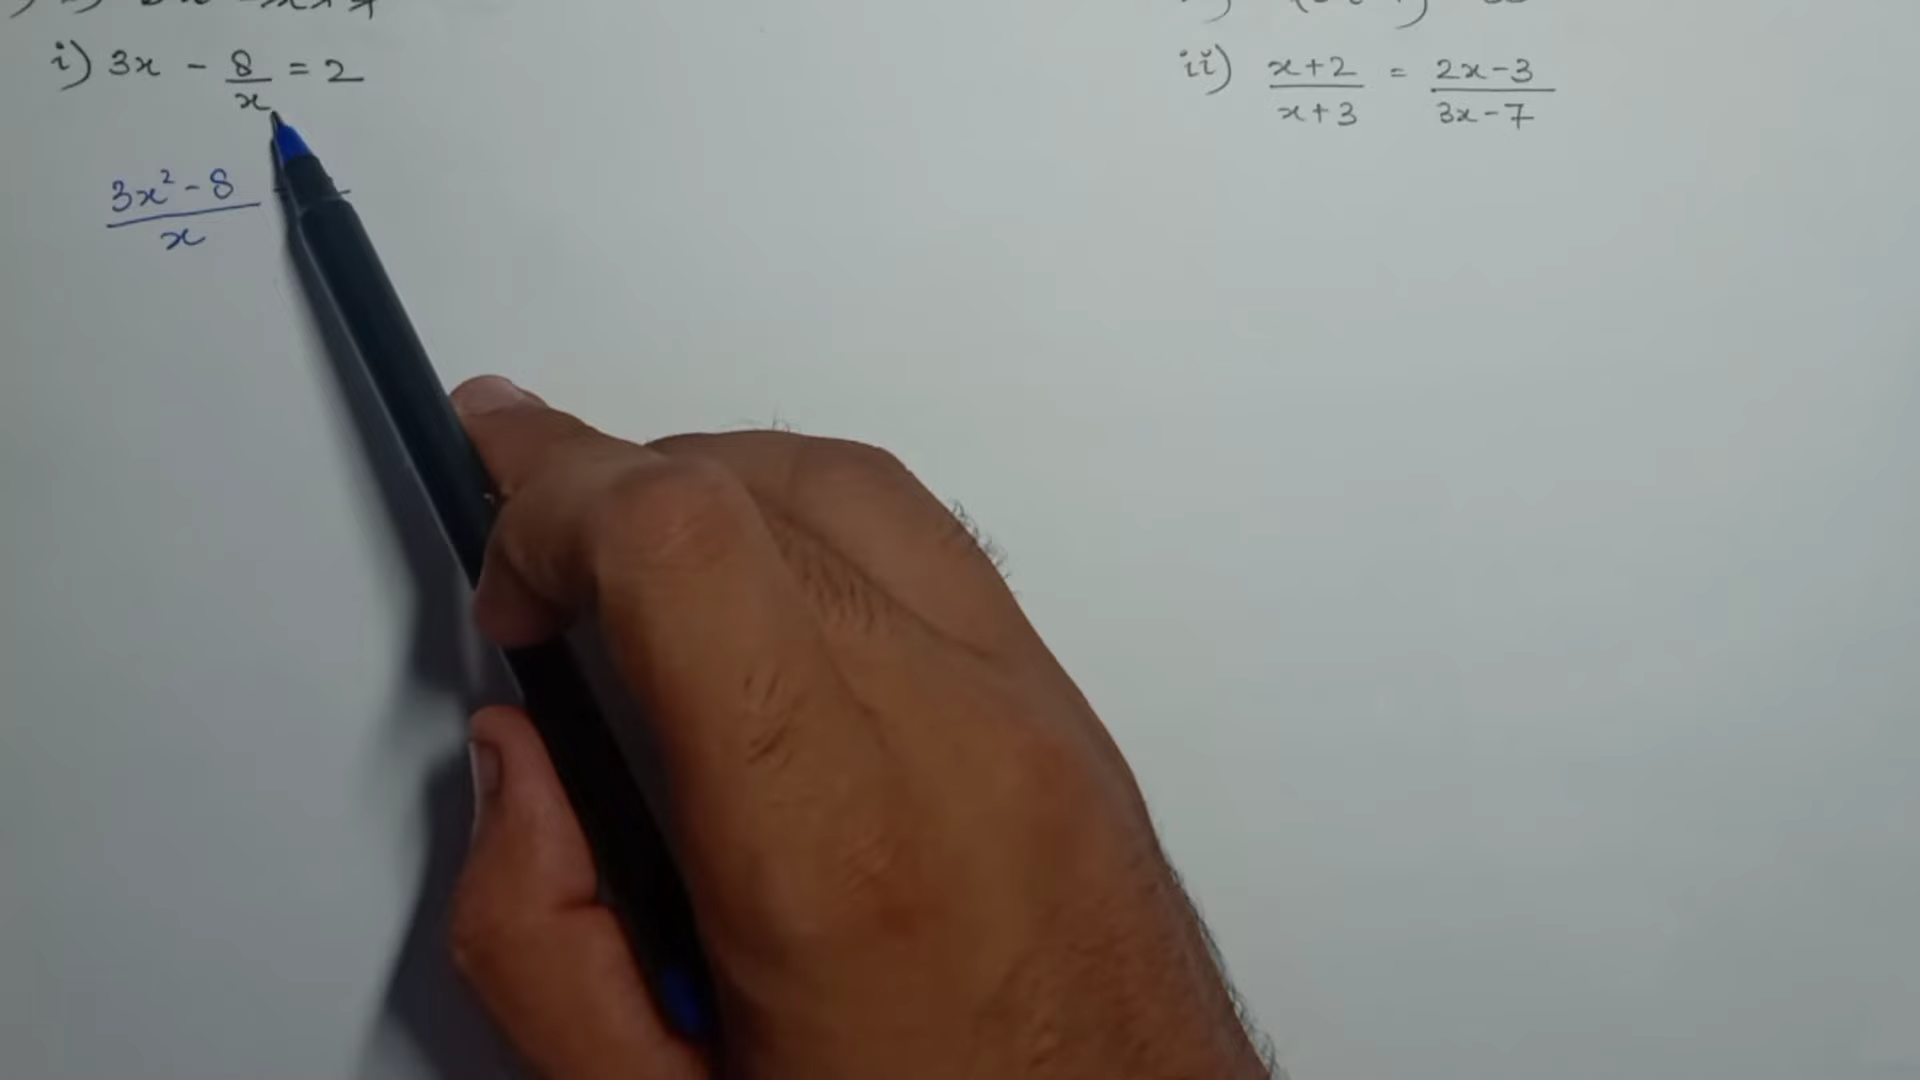 i) 3x - 8/x = 2
(3x² - 8)/x
ii) (x+2)/(x+3) = (2x-3)/(3x-7)